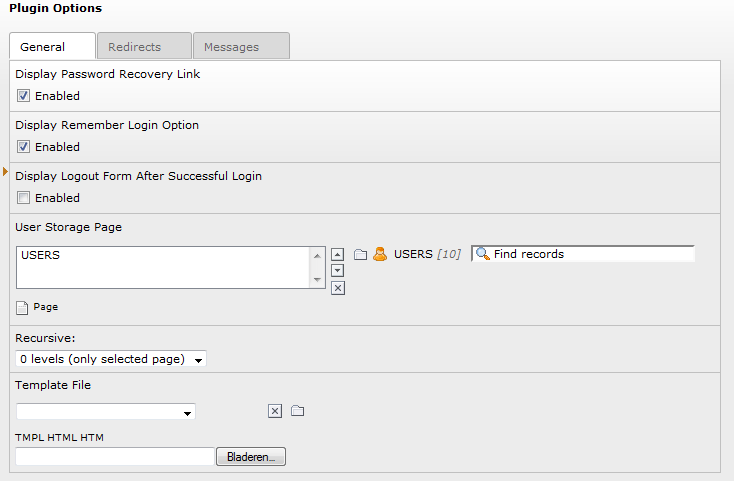 Plugin Options
General Redirects Messages
Display Password Recovery Link
Enabled
Display Remember Login Option
Enabled
Display Logout Form After Successful Login
Enabled
User Storage Page
USERS USERS [10] Find records
Page
Recursive:
0 levels (only selected page)
Template File
TMPL HTML HTM
Bladeren...